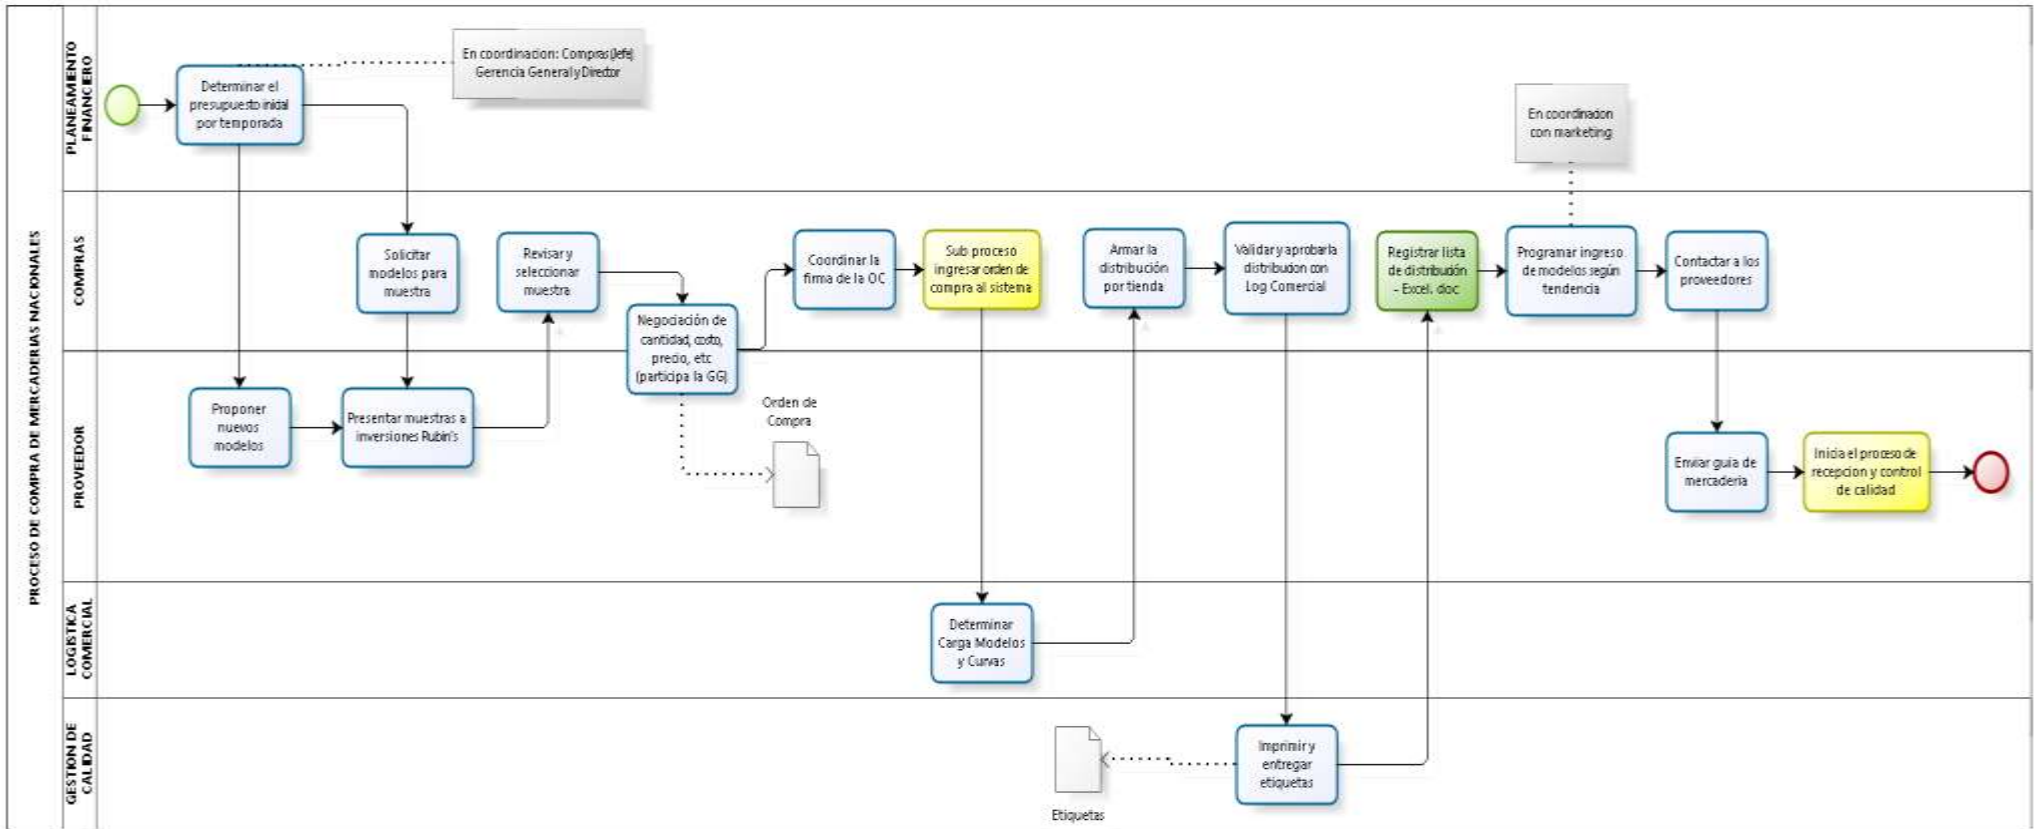 PROCESO DE COMPRA DE MERCADERIAS NACIONALES
PLANEAMIENTO
FINANCIERO
Determinar el
presupuesto inicial
por temporada
En coordinacion: Compras(Jefe)
Gerencia General y Director
En coordinacion
con marketing
COMPRAS
Solicitar
modelos para
muestra
Revisar y
seleccionar
muestra
Negociación de
cantidad, costo,
precio, etc
(participa la GG)
Coordinar la
firma de la OC
Sub proceso
ingresar orden de
compra al sistema
Armar la
distribución
por tienda
Validar y aprobar la
distribucion con
Log Comercial
Registrar lista
de distribución
- Excel. doc
Programar ingreso
de modelos según
tendencia
Contactar a los
proveedores
PROVEEDOR
Proponer
nuevos
modelos
Presentar muestras a
inversiones Rubin's
Orden de
Compra
Enviar guia de
mercaderia
Inicia el proceso de
recepcion y control
de calidad
LOGISTICA
COMERCIAL
Determinar
Carga Modelos
y Curvas
GESTION DE
CALIDAD
Etiquetas
Imprimir y
entregar
etiquetas